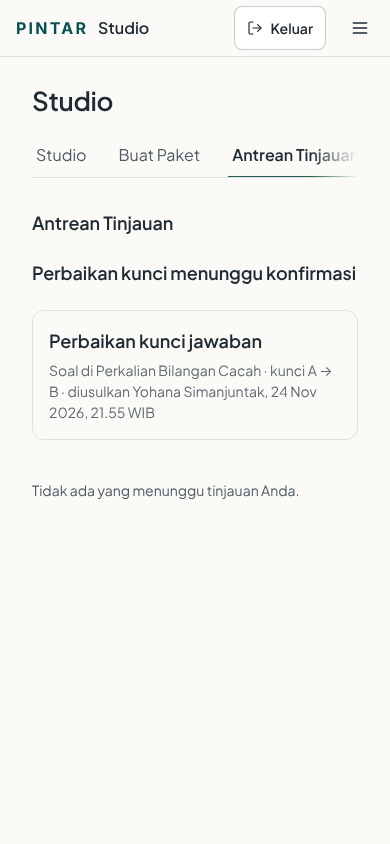 PINTAR Studio Keluar
Studio
Studio Buat Paket Antrean Tinjauan
Antrean Tinjauan
Perbaikan kunci menunggu konfirmasi
Perbaikan kunci jawaban
Soal di Perkalian Bilangan Cacah · kunci A →
B · diusulkan Yohana Simanjuntak, 24 Nov
2026, 21.55 WIB
Tidak ada yang menunggu tinjauan Anda.